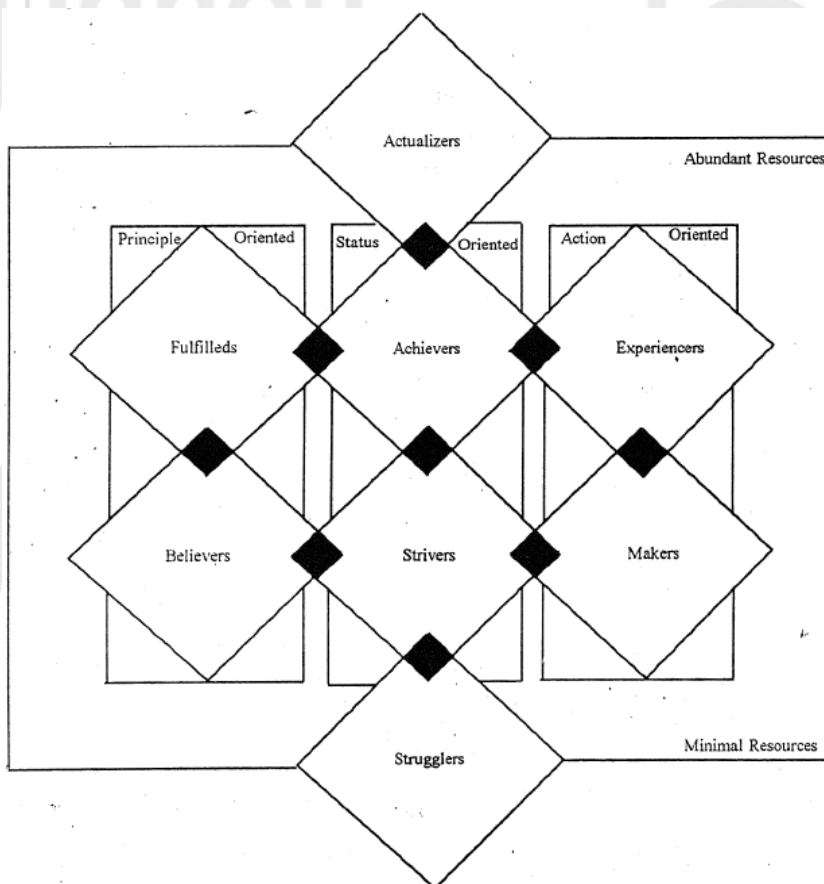 Actualizers
Abundant Resources
Principle Oriented Status Oriented Action Oriented
Fulfilleds Achievers Experiencers
Believers Strivers Makers
Minimal Resources
Strugglers